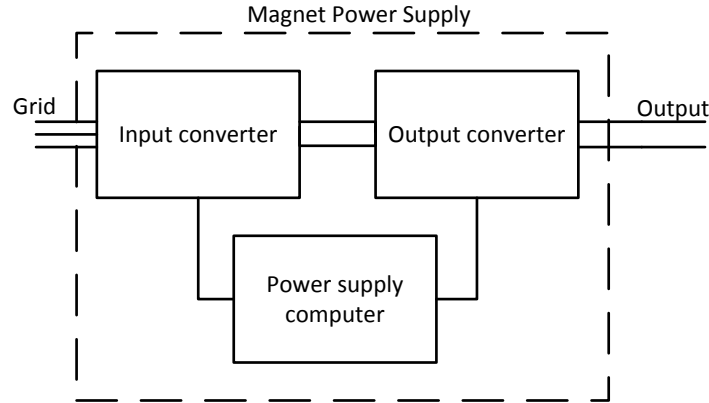 Magnet Power Supply
Grid
Input converter
Output converter
Output
Power supply
computer